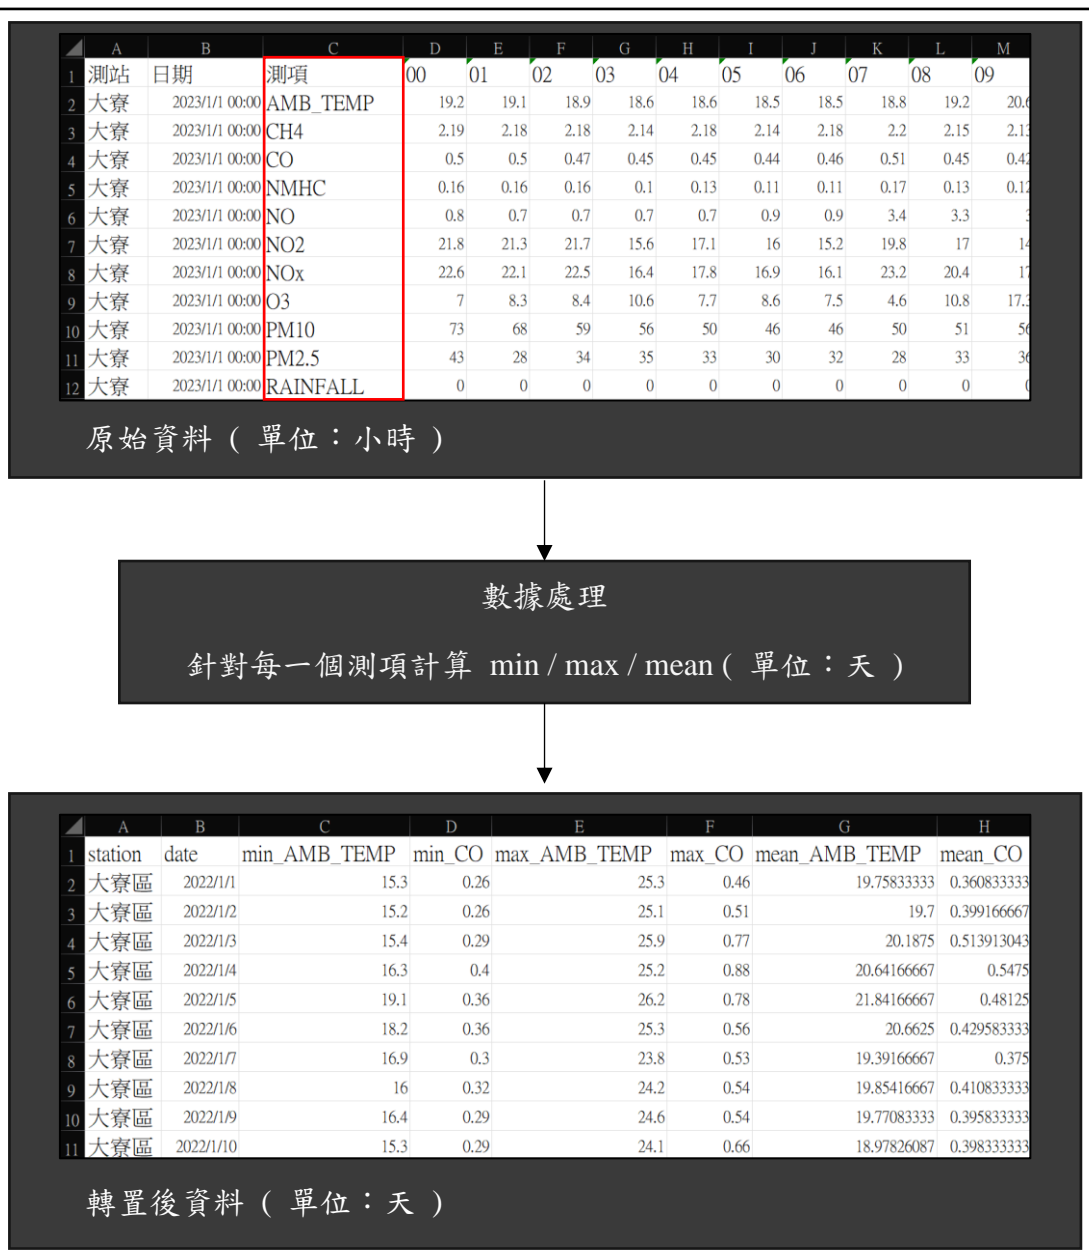 A B C D E F G H I J K L M
1 測站 日期 測項 00 01 02 03 04 05 06 07 08 09
2 大寮 2023/1/1 00:00 AMB_TEMP 19.2 19.1 18.9 18.6 18.6 18.5 18.5 18.8 19.2 20.6
3 大寮 2023/1/1 00:00 CH4 2.19 2.18 2.18 2.14 2.18 2.14 2.18 2.2 2.15 2.13
4 大寮 2023/1/1 00:00 CO 0.5 0.5 0.47 0.45 0.45 0.44 0.46 0.51 0.45 0.42
5 大寮 2023/1/1 00:00 NMHC 0.16 0.16 0.16 0.1 0.13 0.11 0.11 0.17 0.13 0.12
6 大寮 2023/1/1 00:00 NO 0.8 0.7 0.7 0.7 0.7 0.9 0.9 3.4 3.3 3
7 大寮 2023/1/1 00:00 NO2 21.8 21.3 21.7 15.6 17.1 16 15.2 19.8 17 14
8 大寮 2023/1/1 00:00 NOx 22.6 22.1 22.5 16.4 17.8 16.9 16.1 23.2 20.4 17
9 大寮 2023/1/1 00:00 O3 7 8.3 8.4 10.6 7.7 8.6 7.5 4.6 10.8 17.3
10 大寮 2023/1/1 00:00 PM10 73 68 59 56 50 46 46 50 51 56
11 大寮 2023/1/1 00:00 PM2.5 43 28 34 35 33 30 32 28 33 36
12 大寮 2023/1/1 00:00 RAINFALL 0 0 0 0 0 0 0 0 0 0
原始資料 ( 單位：小時 )
數據處理
針對每一個測項計算 min / max / mean ( 單位：天 )
A B C D E F G H
1 station date min_AMB_TEMP min_CO max_AMB_TEMP max_CO mean_AMB_TEMP mean_CO
2 大寮區 2022/1/1 15.3 0.26 25.3 0.46 19.75833333 0.360833333
3 大寮區 2022/1/2 15.2 0.26 25.1 0.51 19.7 0.399166667
4 大寮區 2022/1/3 15.4 0.29 25.9 0.77 20.1875 0.513913043
5 大寮區 2022/1/4 16.3 0.4 25.2 0.88 20.64166667 0.5475
6 大寮區 2022/1/5 19.1 0.36 26.2 0.78 21.84166667 0.48125
7 大寮區 2022/1/6 18.2 0.36 25.3 0.56 20.6625 0.429583333
8 大寮區 2022/1/7 16.9 0.3 23.8 0.53 19.39166667 0.375
9 大寮區 2022/1/8 16 0.32 24.2 0.54 19.85416667 0.410833333
10 大寮區 2022/1/9 16.4 0.29 24.6 0.54 19.77083333 0.395833333
11 大寮區 2022/1/10 15.3 0.29 24.1 0.66 18.97826087 0.398333333
轉置後資料 ( 單位：天 )